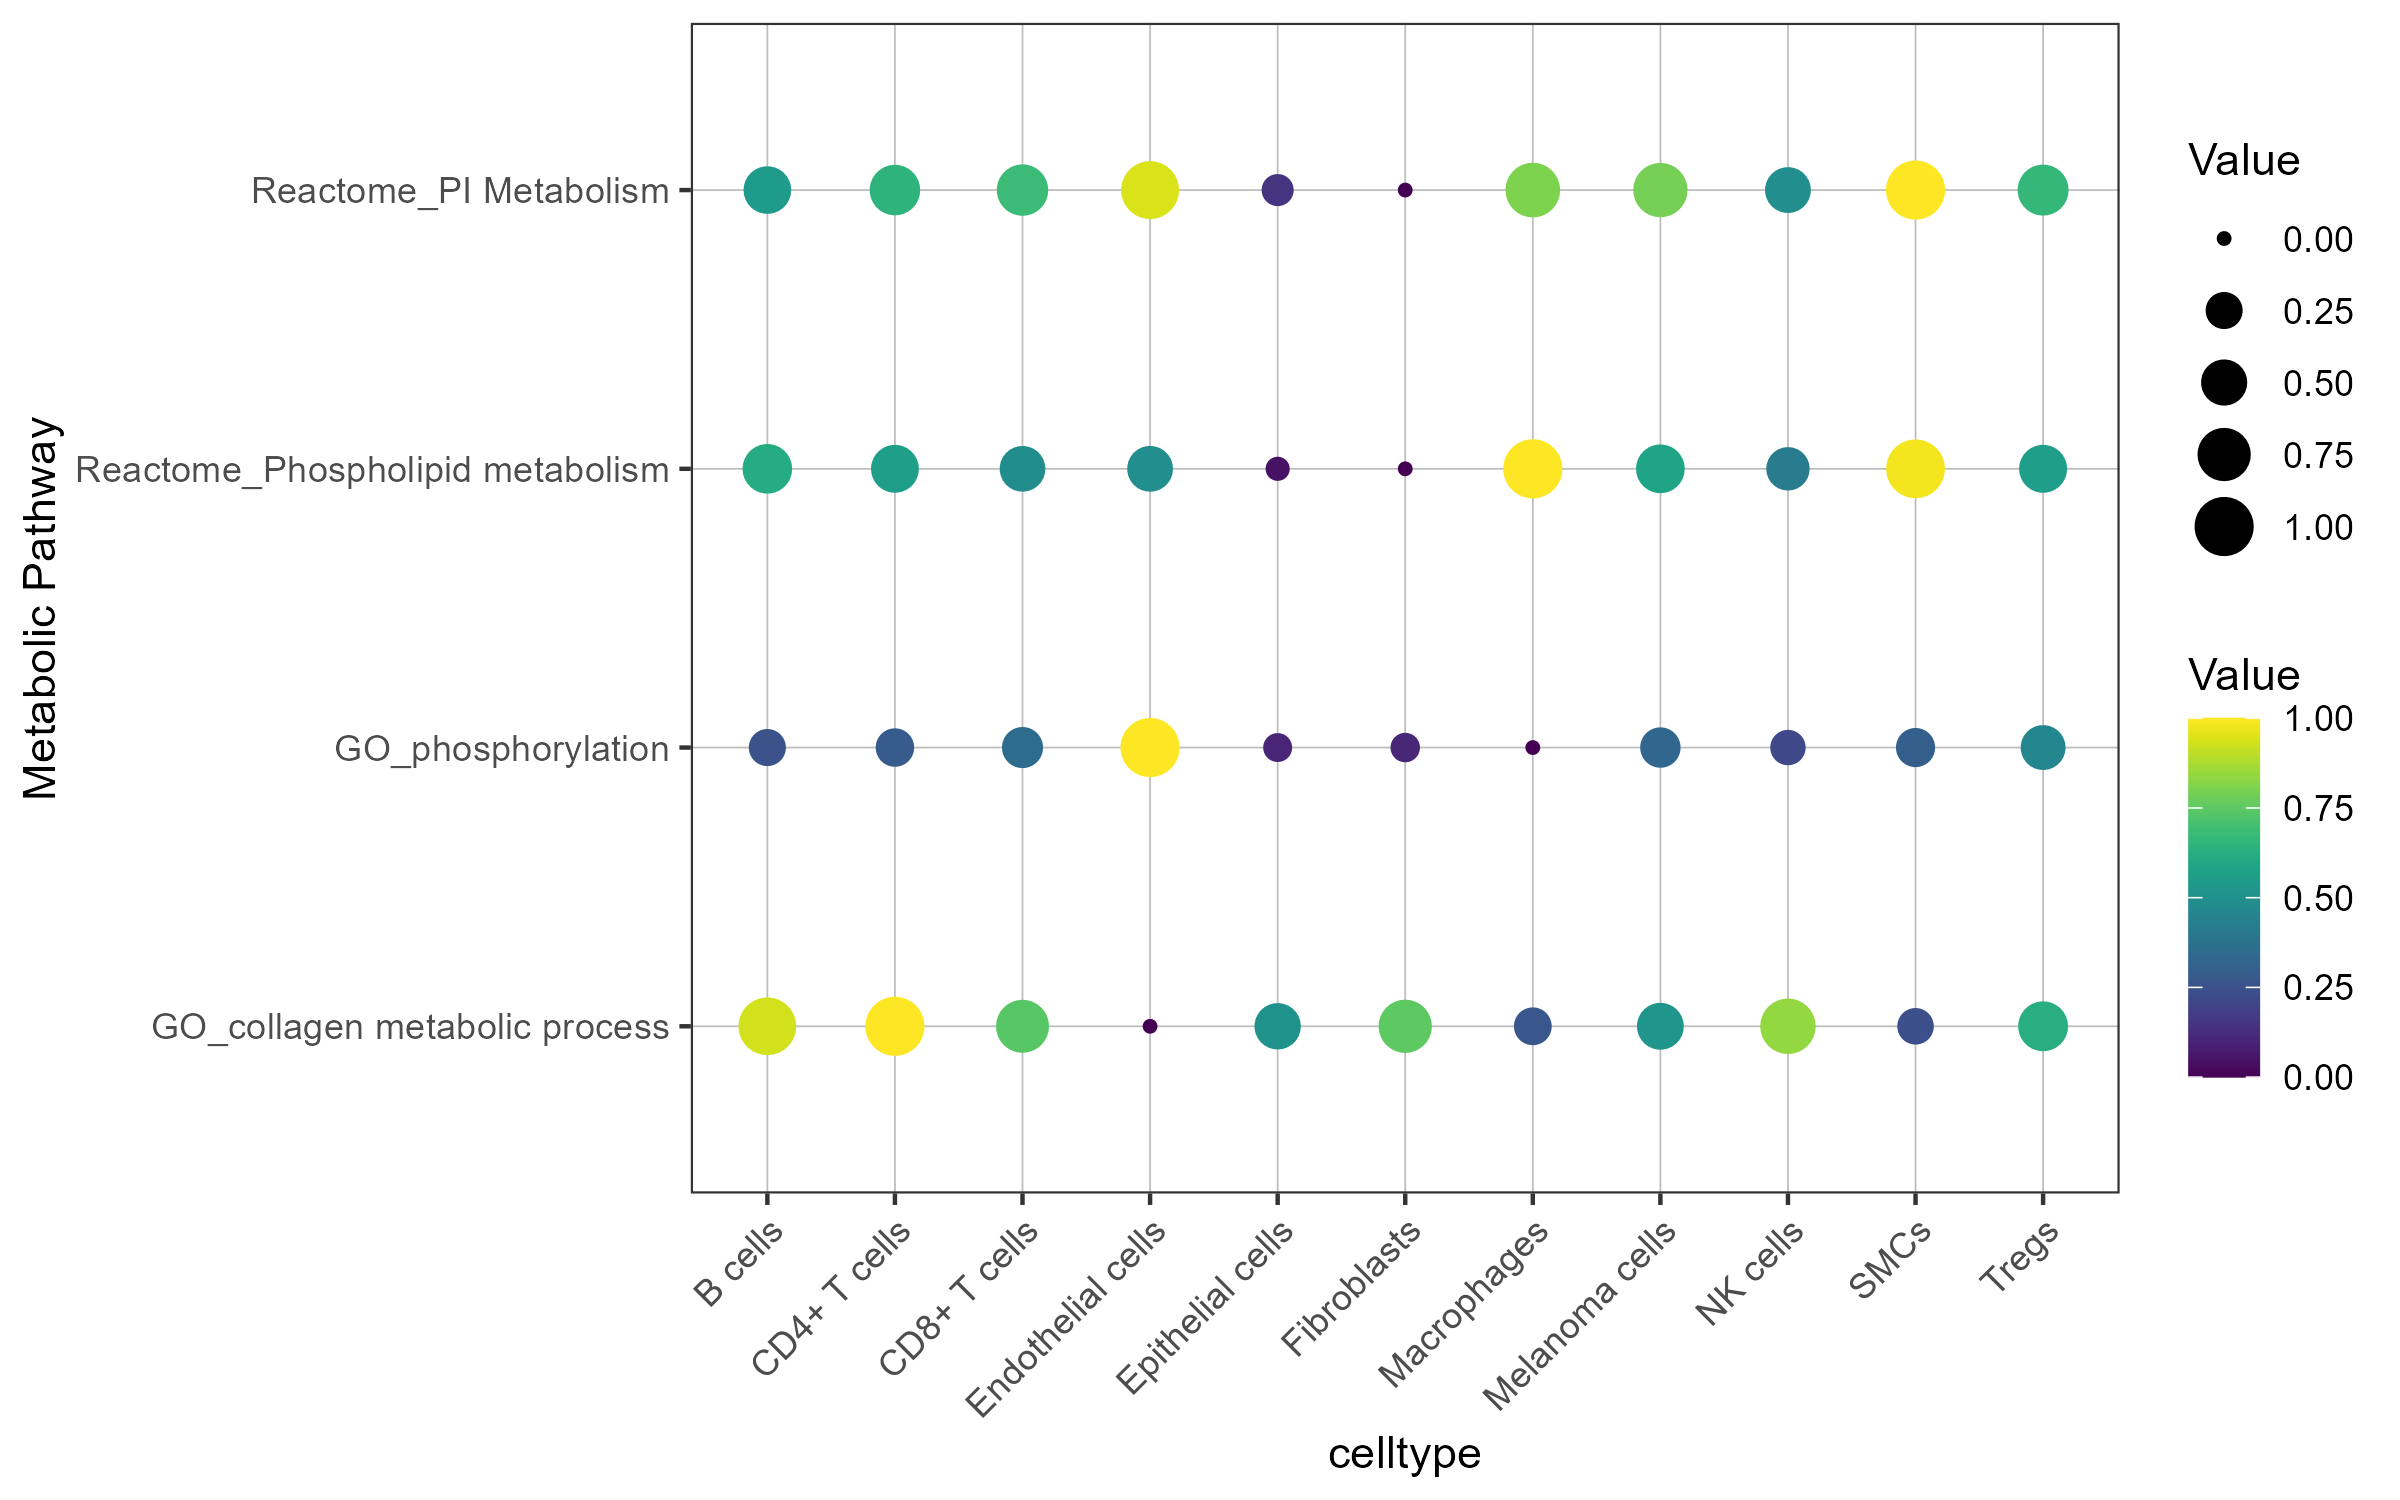 Metabolic Pathway
Reactome_PI Metabolism
Reactome_Phospholipid metabolism
GO_phosphorylation
GO_collagen metabolic process
B cells
CD4+ T cells
CD8+ T cells
Endothelial cells
Epithelial cells
Fibroblasts
Macrophages
Melanoma cells
NK cells
SMCs
Tregs
celltype
Value
0.00
0.25
0.50
0.75
1.00
Value
1.00
0.75
0.50
0.25
0.00